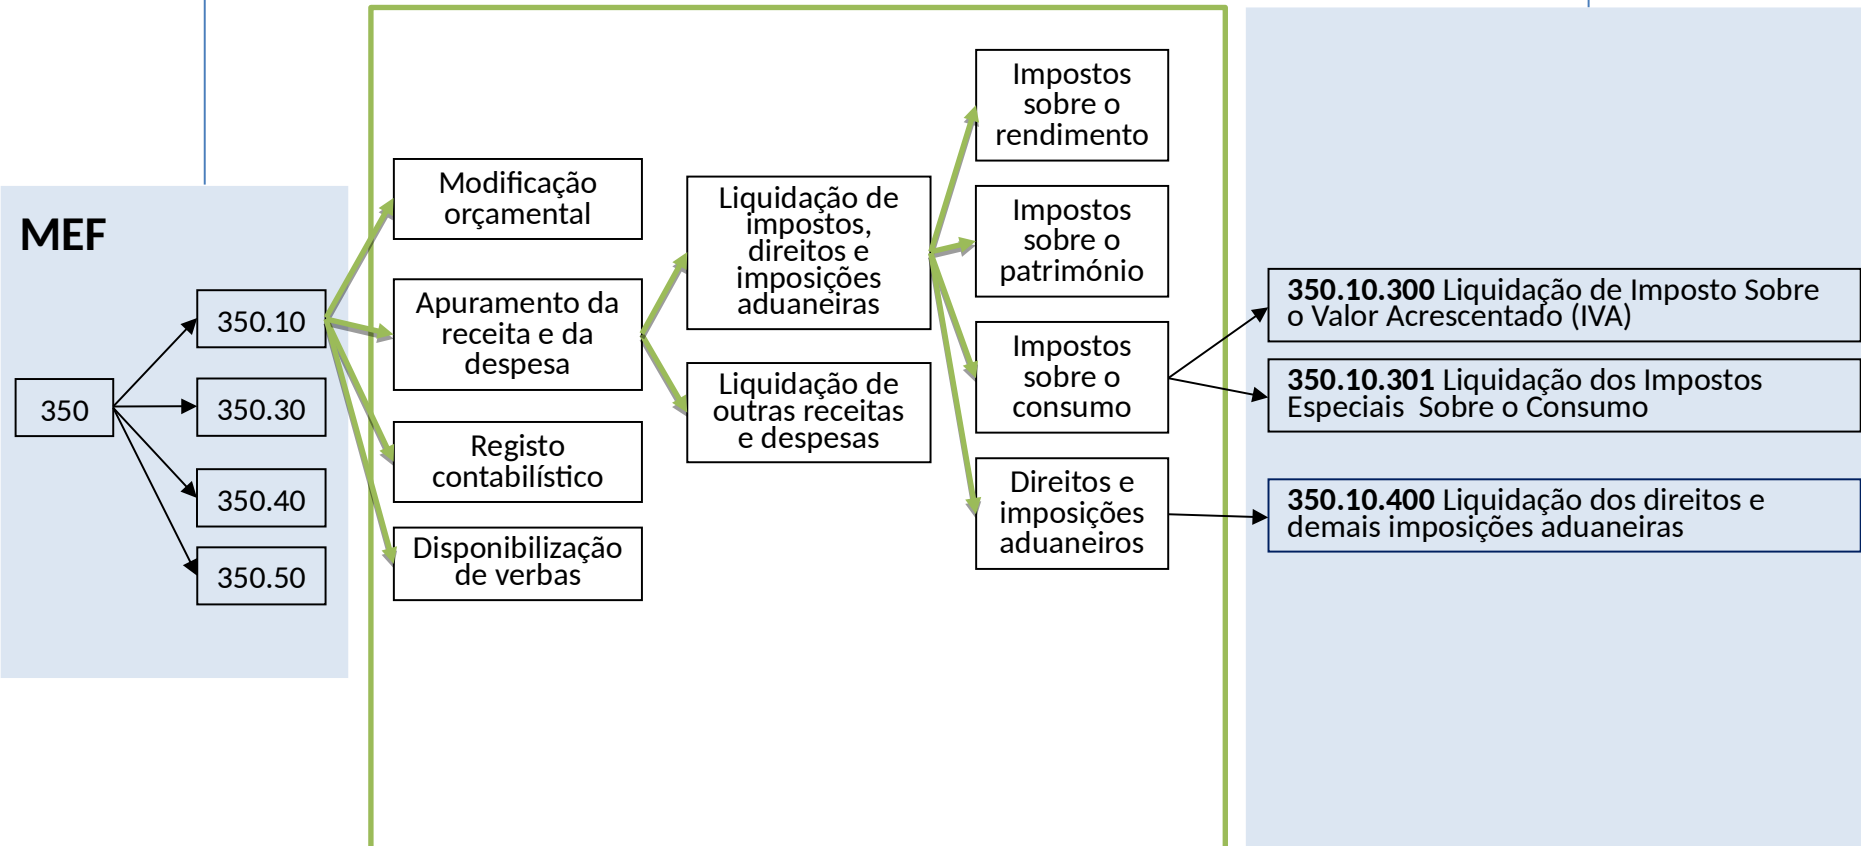 MEF
350
350.10
350.30
350.40
350.50
Modificação
orçamental
Apuramento da
receita e da
despesa
Registo
contabilístico
Disponibilização
de verbas
Liquidação de
impostos,
direitos e
imposições
aduaneiras
Liquidação de
outras receitas
e despesas
Impostos
sobre o
rendimento
Impostos
sobre o
património
Impostos
sobre o
consumo
Direitos e
imposições
aduaneiros
350.10.300 Liquidação de Imposto Sobre
o Valor Acrescentado (IVA)
350.10.301 Liquidação dos Impostos
Especiais  Sobre o Consumo
350.10.400 Liquidação dos direitos e
demais imposições aduaneiras